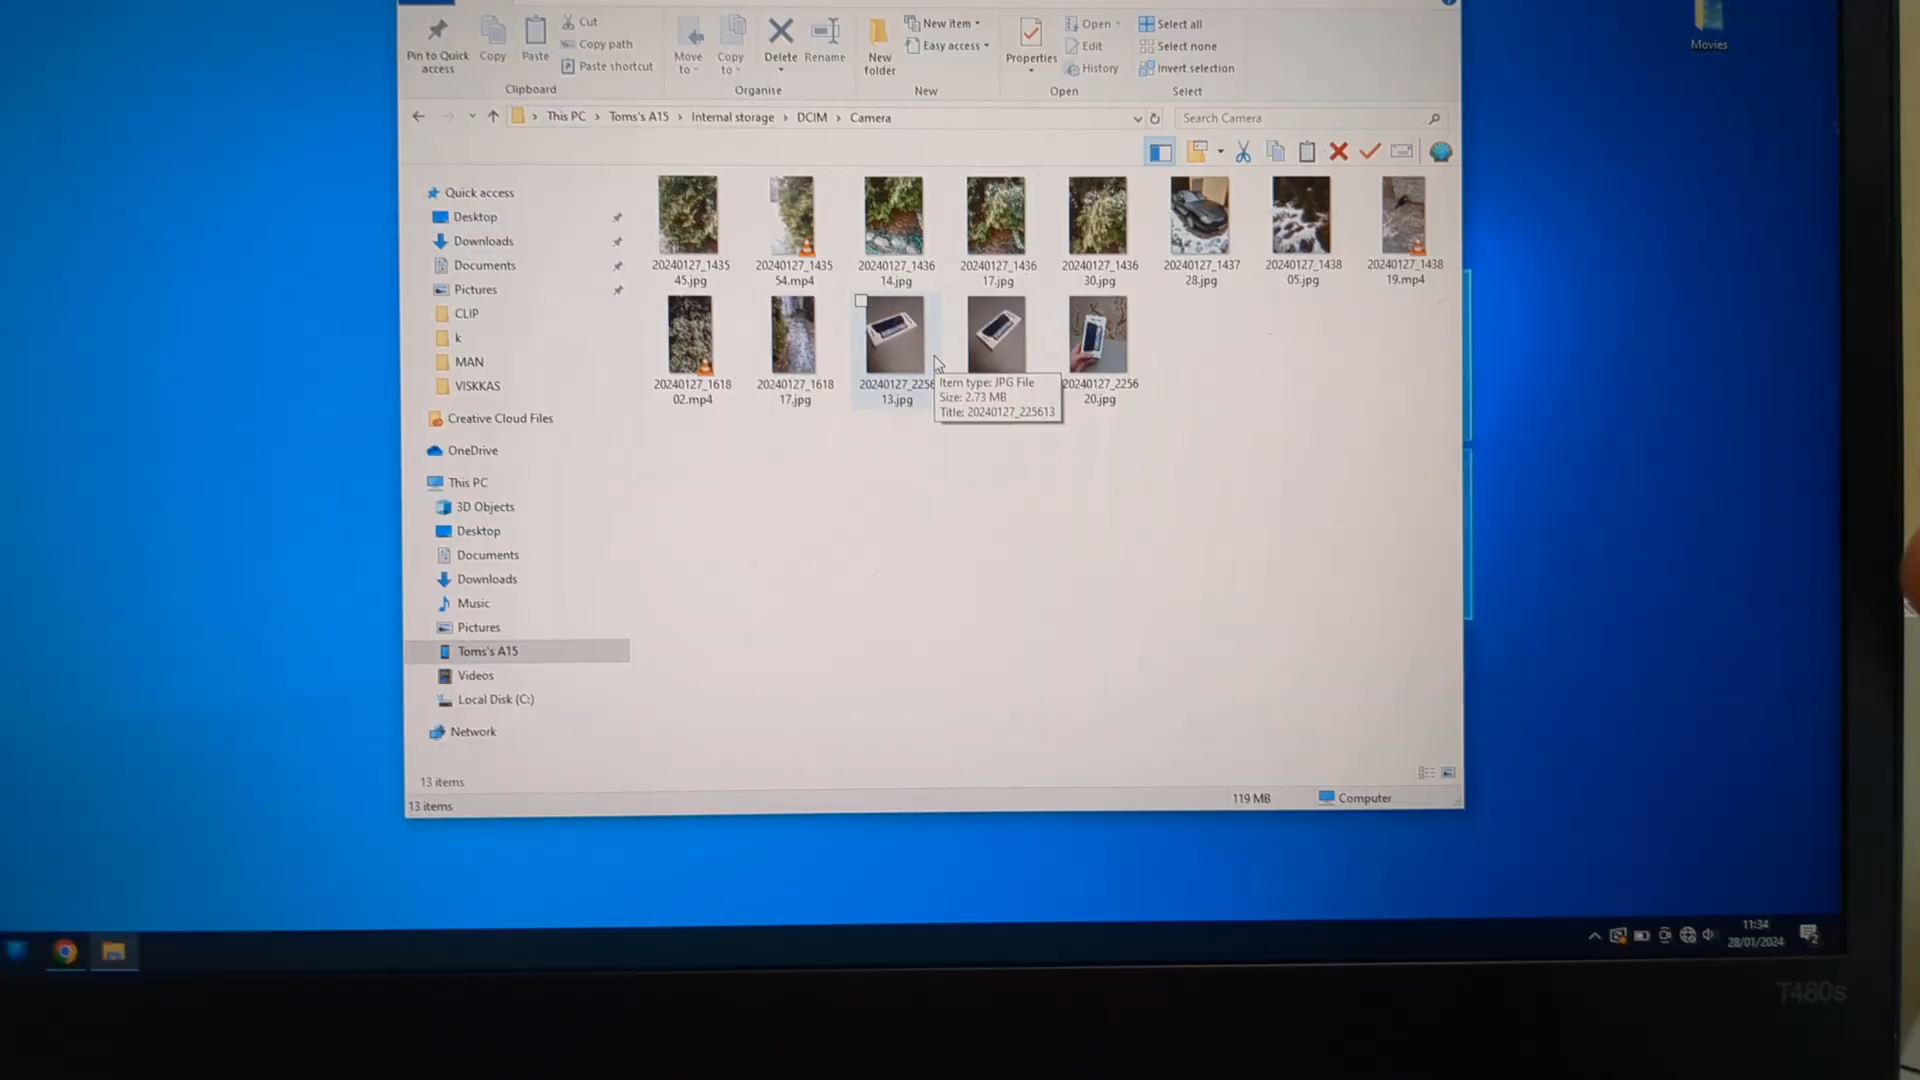 Movies
Pin to Quick
access
Copy
Paste
Cut
Copy path
Paste shortcut
Clipboard
Move
to
Copy
to
Delete
Rename
Organise
New
folder
New item
Easy access
New
Properties
Open
Edit
History
Open
Select all
Select none
Invert selection
Select
This PC > Toms's A15 > Internal storage > DCIM > Camera
Search Camera
Quick access
Desktop
Downloads
Documents
Pictures
CLIP
k
MAN
VISKKAS
Creative Cloud Files
OneDrive
This PC
3D Objects
Desktop
Documents
Downloads
Music
Pictures
Toms's A15
Videos
Local Disk (C:)
Network
20240127_1435
45.jpg
20240127_1435
54.mp4
20240127_1436
14.jpg
20240127_1436
17.jpg
20240127_1436
30.jpg
20240127_1437
28.jpg
20240127_1438
05.jpg
20240127_1438
19.mp4
20240127_1618
02.mp4
20240127_1618
17.jpg
20240127_2256
13.jpg
Item type: JPG File
Size: 2.73 MB
Title: 20240127_225613
20240127_2256
20.jpg
13 items
13 items
119 MB
Computer
11:34
28/01/2024
2
T480s